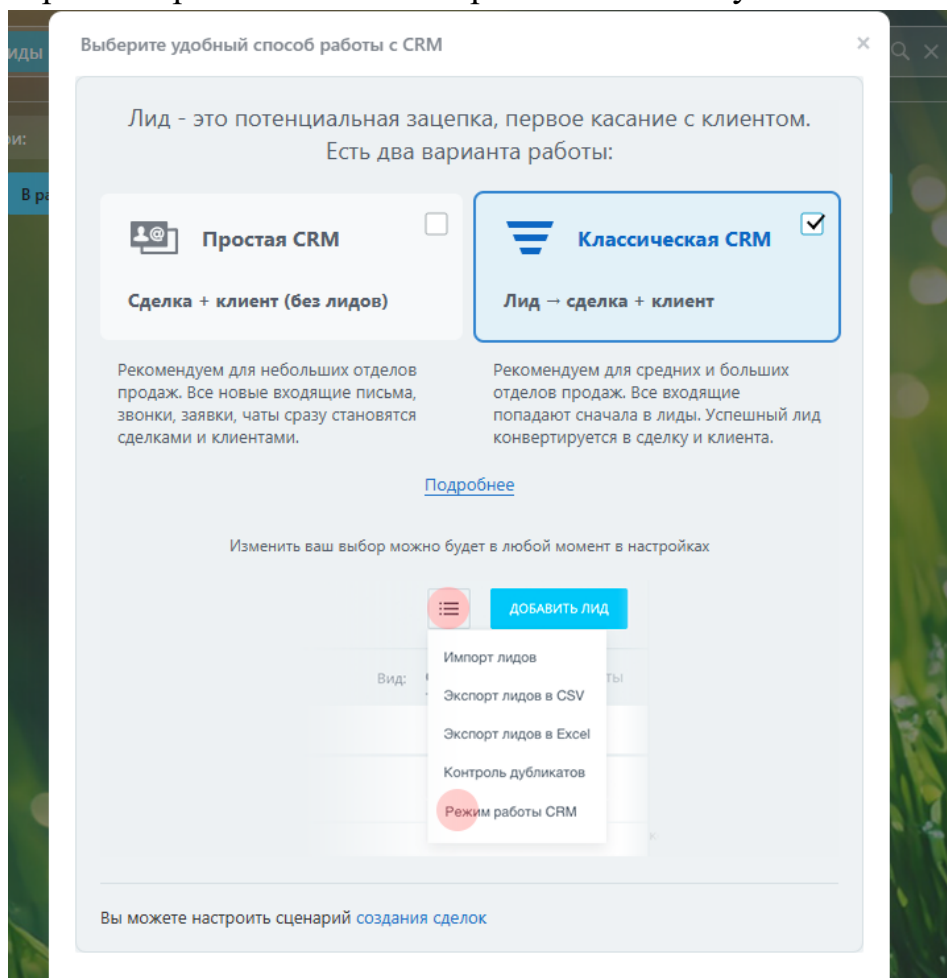 иды
Выберите удобный способ работы с CRM
ри:
Лид - это потенциальная зацепка, первое касание с клиентом.
Есть два варианта работы:
В ра
Простая CRM
Сделка + клиент (без лидов)
Классическая CRM
Лид → сделка + клиент
Рекомендуем для небольших отделов
продаж. Все новые входящие письма,
звонки, заявки, чаты сразу становятся
сделками и клиентами.
Рекомендуем для средних и больших
отделов продаж. Все входящие
попадают сначала в лиды. Успешный лид
конвертируется в сделку и клиента.
Подробнее
Изменить ваш выбор можно будет в любой момент в настройках
ДОБАВИТЬ ЛИД
Вид:
ты
Импорт лидов
Экспорт лидов в CSV
Экспорт лидов в Excel
Контроль дубликатов
Режим работы CRM
Вы можете настроить сценарий создания сделок